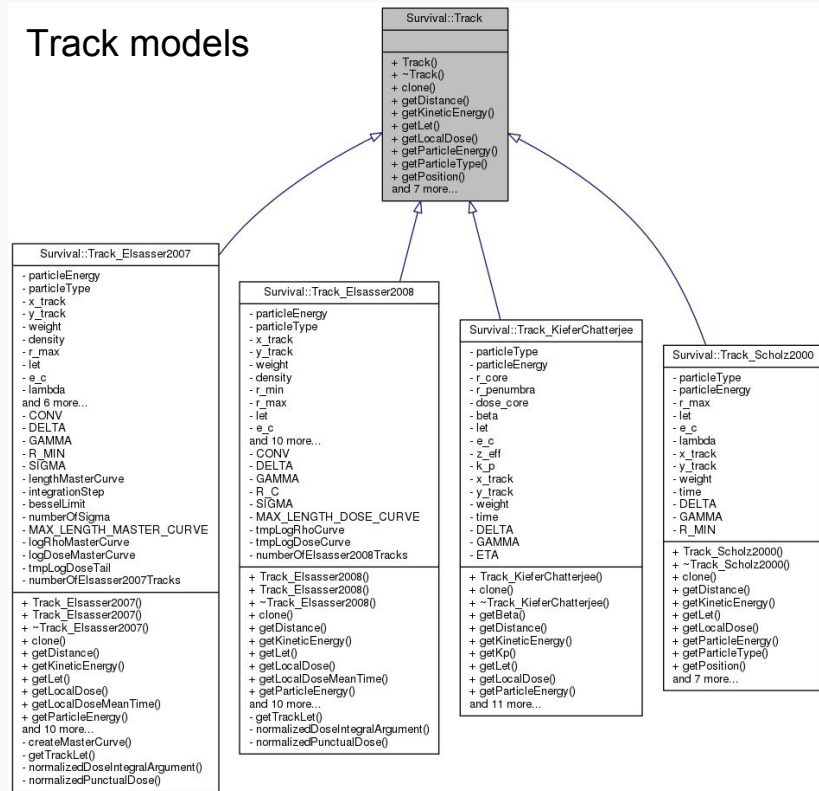 Track models
Survival::Track
+ Track()
+ ~Track()
+ clone()
+ getDistance()
+ getKineticEnergy()
+ getLet()
+ getLocalDose()
+ getParticleEnergy()
+ getParticleType()
+ getPosition()
and 7 more...
Survival::Track_Elsasser2007
- particleEnergy
- particleType
- x_track
- y_track
- weight
- density
- r_max
- let
- e_c
- lambda
and 6 more...
- CONV
- DELTA
- GAMMA
- R_MIN
- SIGMA
- lengthMasterCurve
- integrationStep
- besselLimit
- numberOfSigma
- MAX_LENGTH_MASTER_CURVE
- logRhoMasterCurve
- logDoseMasterCurve
- tmpLogDoseTail
- numberOfElsasser2007Tracks
+ Track_Elsasser2007()
+ Track_Elsasser2007()
+ ~Track_Elsasser2007()
+ clone()
+ getDistance()
+ getKineticEnergy()
+ getLet()
+ getLocalDose()
+ getLocalDoseMeanTime()
+ getParticleEnergy()
and 10 more...
- createMasterCurve()
- getTrackLet()
- normalizedDoseIntegralArgument()
- normalizedPunctualDose()
Survival::Track_Elsasser2008
- particleEnergy
- particleType
- x_track
- y_track
- weight
- density
- r_min
- r_max
- let
- e_c
and 10 more...
- CONV
- DELTA
- GAMMA
- R_C
- SIGMA
- MAX_LENGTH_DOSE_CURVE
- tmpLogRhoCurve
- tmpLogDoseCurve
- numberOfElsasser2008Tracks
+ Track_Elsasser2008()
+ Track_Elsasser2008()
+ ~Track_Elsasser2008()
+ clone()
+ getDistance()
+ getKineticEnergy()
+ getLet()
+ getLocalDose()
+ getLocalDoseMeanTime()
+ getParticleEnergy()
and 10 more...
- getTrackLet()
- normalizedDoseIntegralArgument()
- normalizedPunctualDose()
Survival::Track_KieferChatterjee
- particleType
- particleEnergy
- r_core
- r_penumbra
- dose_core
- beta
- let
- e_c
- z_eff
- k_p
- x_track
- y_track
- weight
- time
- DELTA
- GAMMA
- ETA
+ Track_KieferChatterjee()
+ clone()
+ ~Track_KieferChatterjee()
+ getBeta()
+ getDistance()
+ getKineticEnergy()
+ getKp()
+ getLet()
+ getLocalDose()
+ getParticleEnergy()
and 11 more...
Survival::Track_Scholz2000
- particleType
- particleEnergy
- r_max
- let
- e_c
- lambda
- x_track
- y_track
- weight
- time
- DELTA
- GAMMA
- R_MIN
+ Track_Scholz2000()
+ ~Track_Scholz2000()
+ clone()
+ getDistance()
+ getKineticEnergy()
+ getLet()
+ getLocalDose()
+ getParticleEnergy()
+ getParticleType()
+ getPosition()
and 7 more...